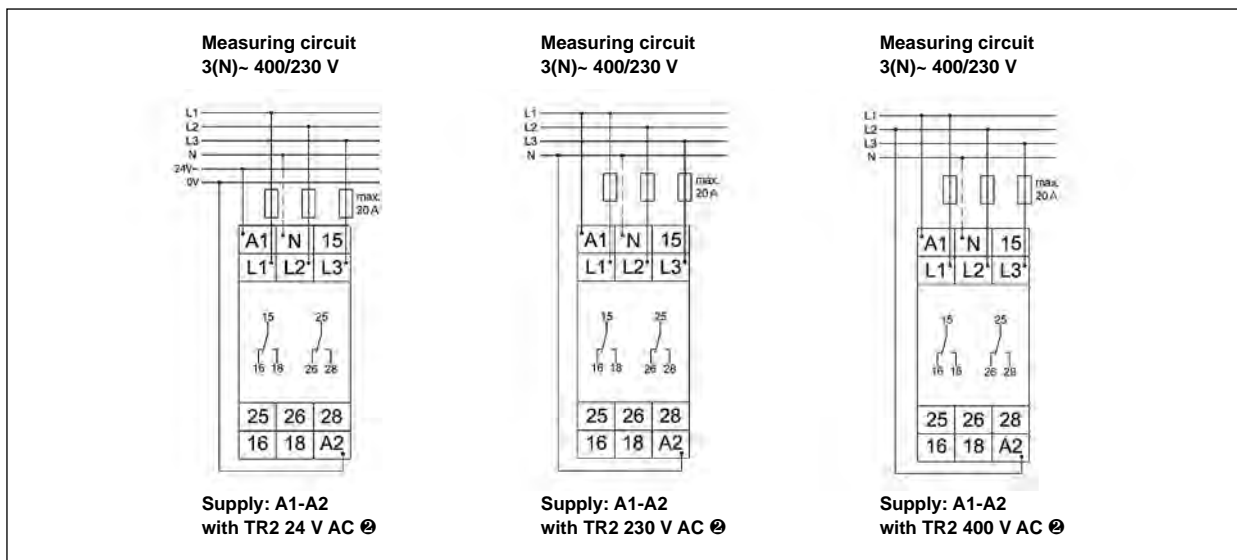 Measuring circuit
3(N)~ 400/230 V
L1
L2
L3
N
24V~
0V
max.
20 A
A1 N 15
L1 L2 L3
15 25
16 18 26 28
25 26 28
16 18 A2
Supply: A1-A2
with TR2 24 V AC ❷
Measuring circuit
3(N)~ 400/230 V
L1
L2
L3
N
max.
20 A
A1 N 15
L1 L2 L3
15 25
16 18 26 28
25 26 28
16 18 A2
Supply: A1-A2
with TR2 230 V AC ❷
Measuring circuit
3(N)~ 400/230 V
L1
L2
L3
N
max.
20 A
A1 N 15
L1 L2 L3
15 25
16 18 26 28
25 26 28
16 18 A2
Supply: A1-A2
with TR2 400 V AC ❷